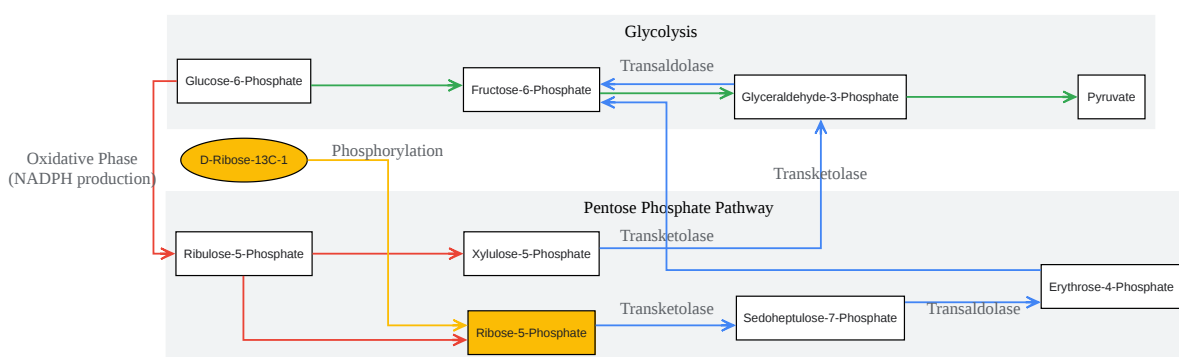 Glycolysis
Transaldolase
Glucose-6-Phosphate
Fructose-6-Phosphate
Glyceraldehyde-3-Phosphate
Pyruvate
Oxidative Phase
(NADPH production)
D-Ribose-13C-1
Phosphorylation
Transketolase
Pentose Phosphate Pathway
Transketolase
Ribulose-5-Phosphate
Xylulose-5-Phosphate
Erythrose-4-Phosphate
Transketolase
Transaldolase
Sedoheptulose-7-Phosphate
Ribose-5-Phosphate